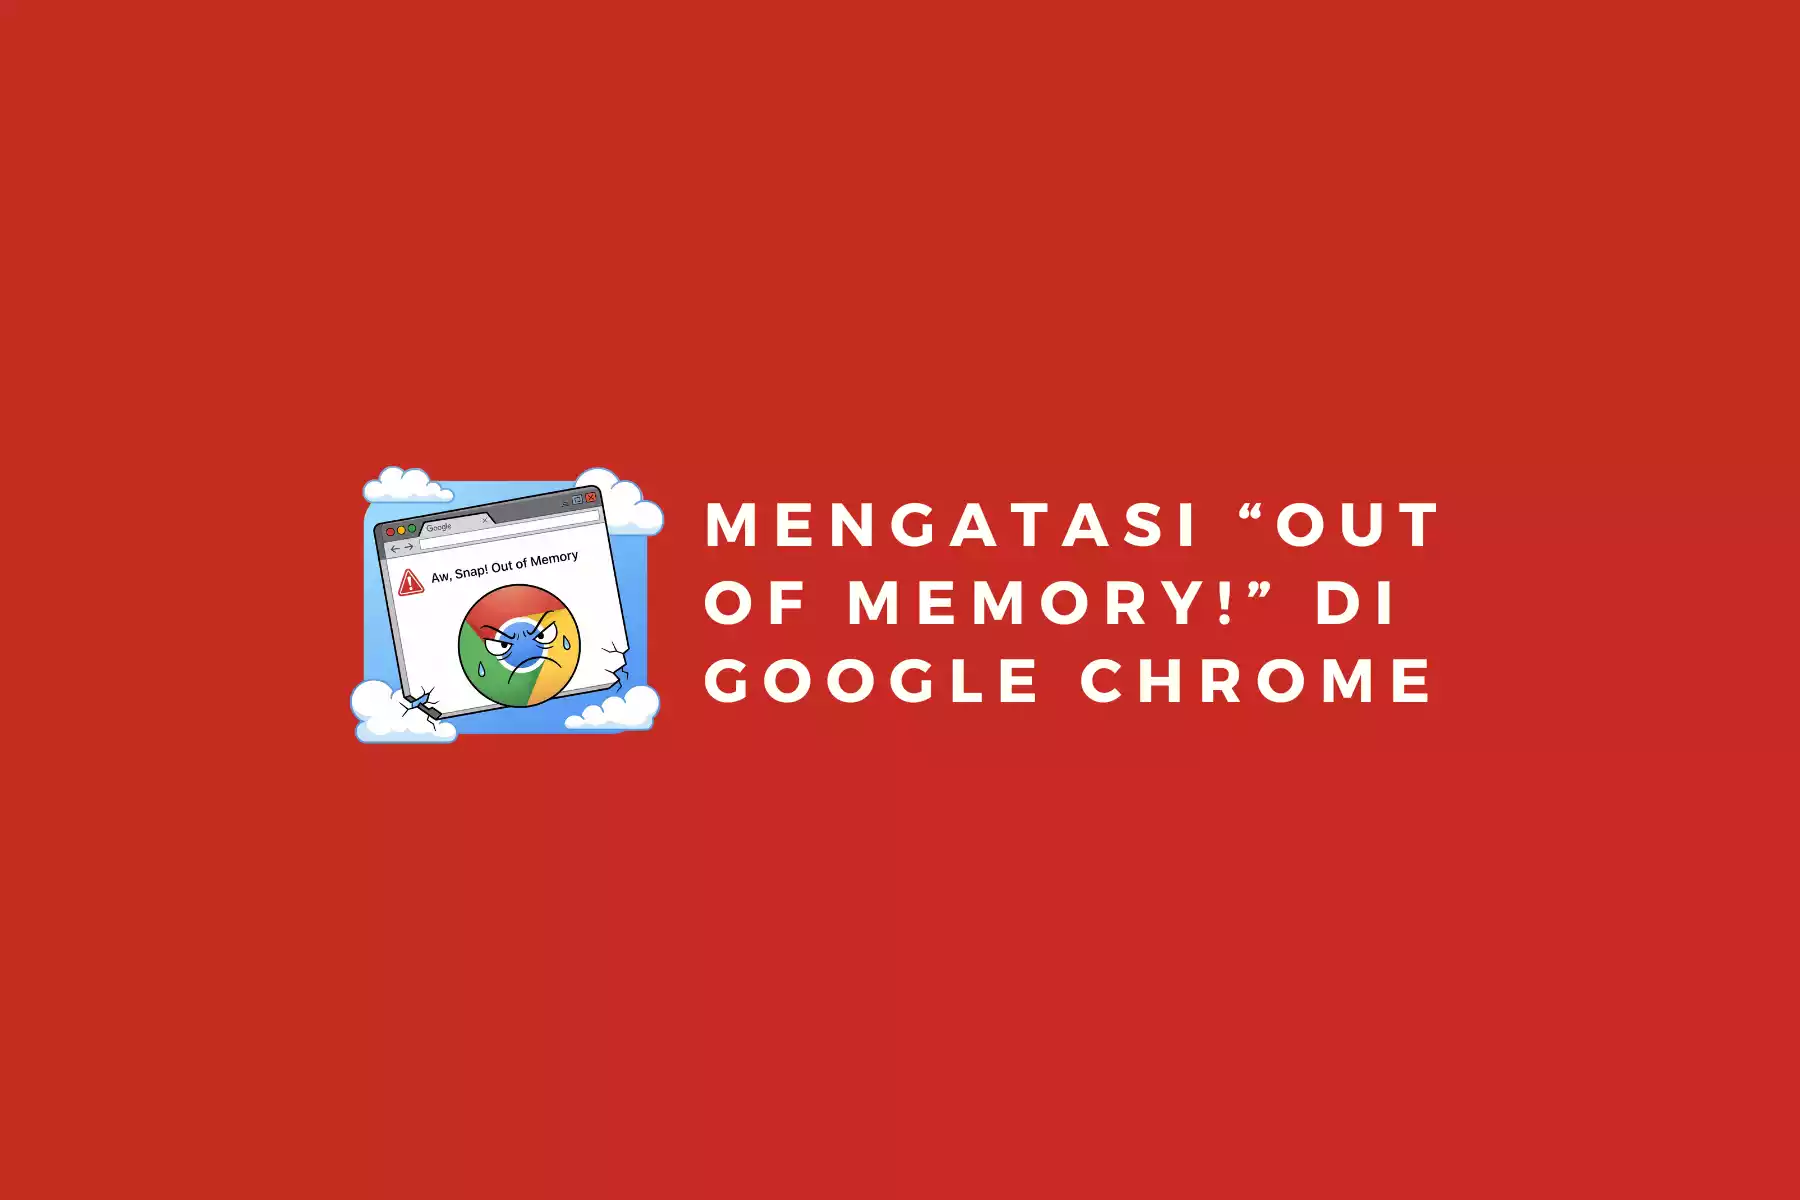 Google
Aw, Snap! Out of Memory
MENGATASI “OUT
OF MEMORY!” DI
GOOGLE CHROME